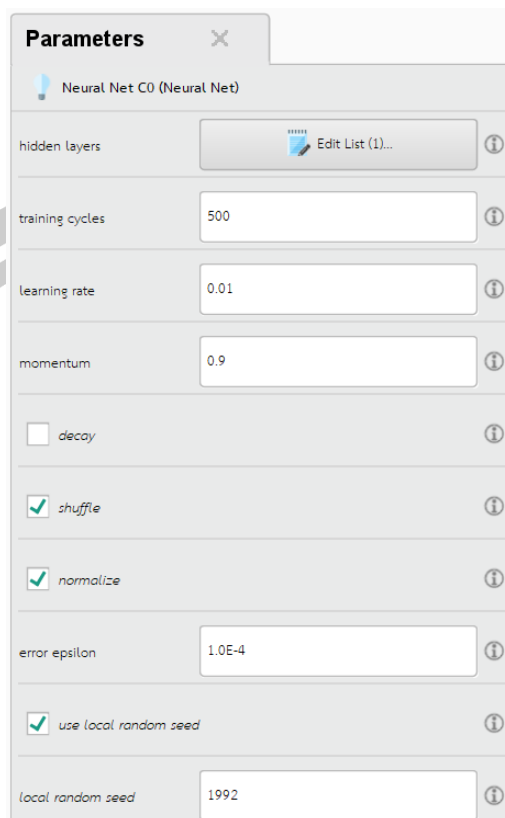 Parameters
Neural Net C0 (Neural Net)
hidden layers
Edit List (1)...
training cycles
500
learning rate
0.01
momentum
0.9
decay
shuffle
normalize
error epsilon
1.0E-4
use local random seed
local random seed
1992